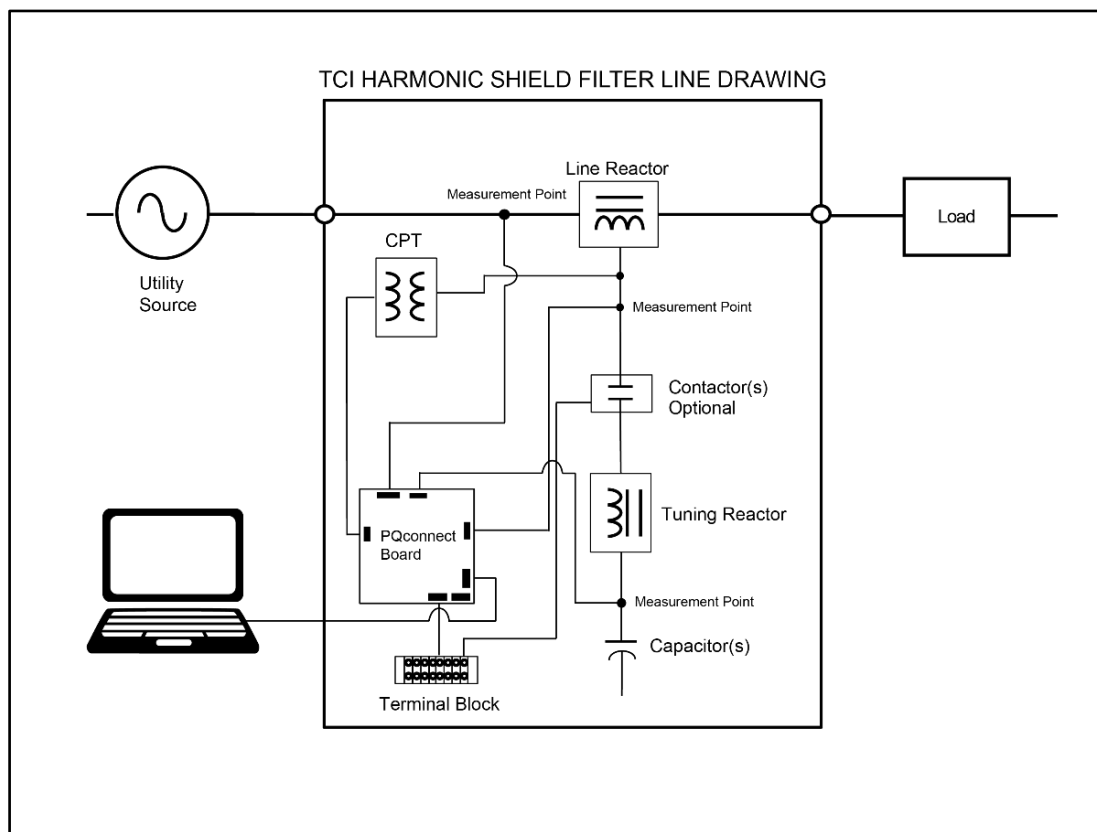 TCI HARMONIC SHIELD FILTER LINE DRAWING
Line Reactor
Measurement Point
Load
CPT
Utility
Source
Measurement Point
Contactor(s)
Optional
Tuning Reactor
PQconnect
Board
Measurement Point
Capacitor(s)
Terminal Block